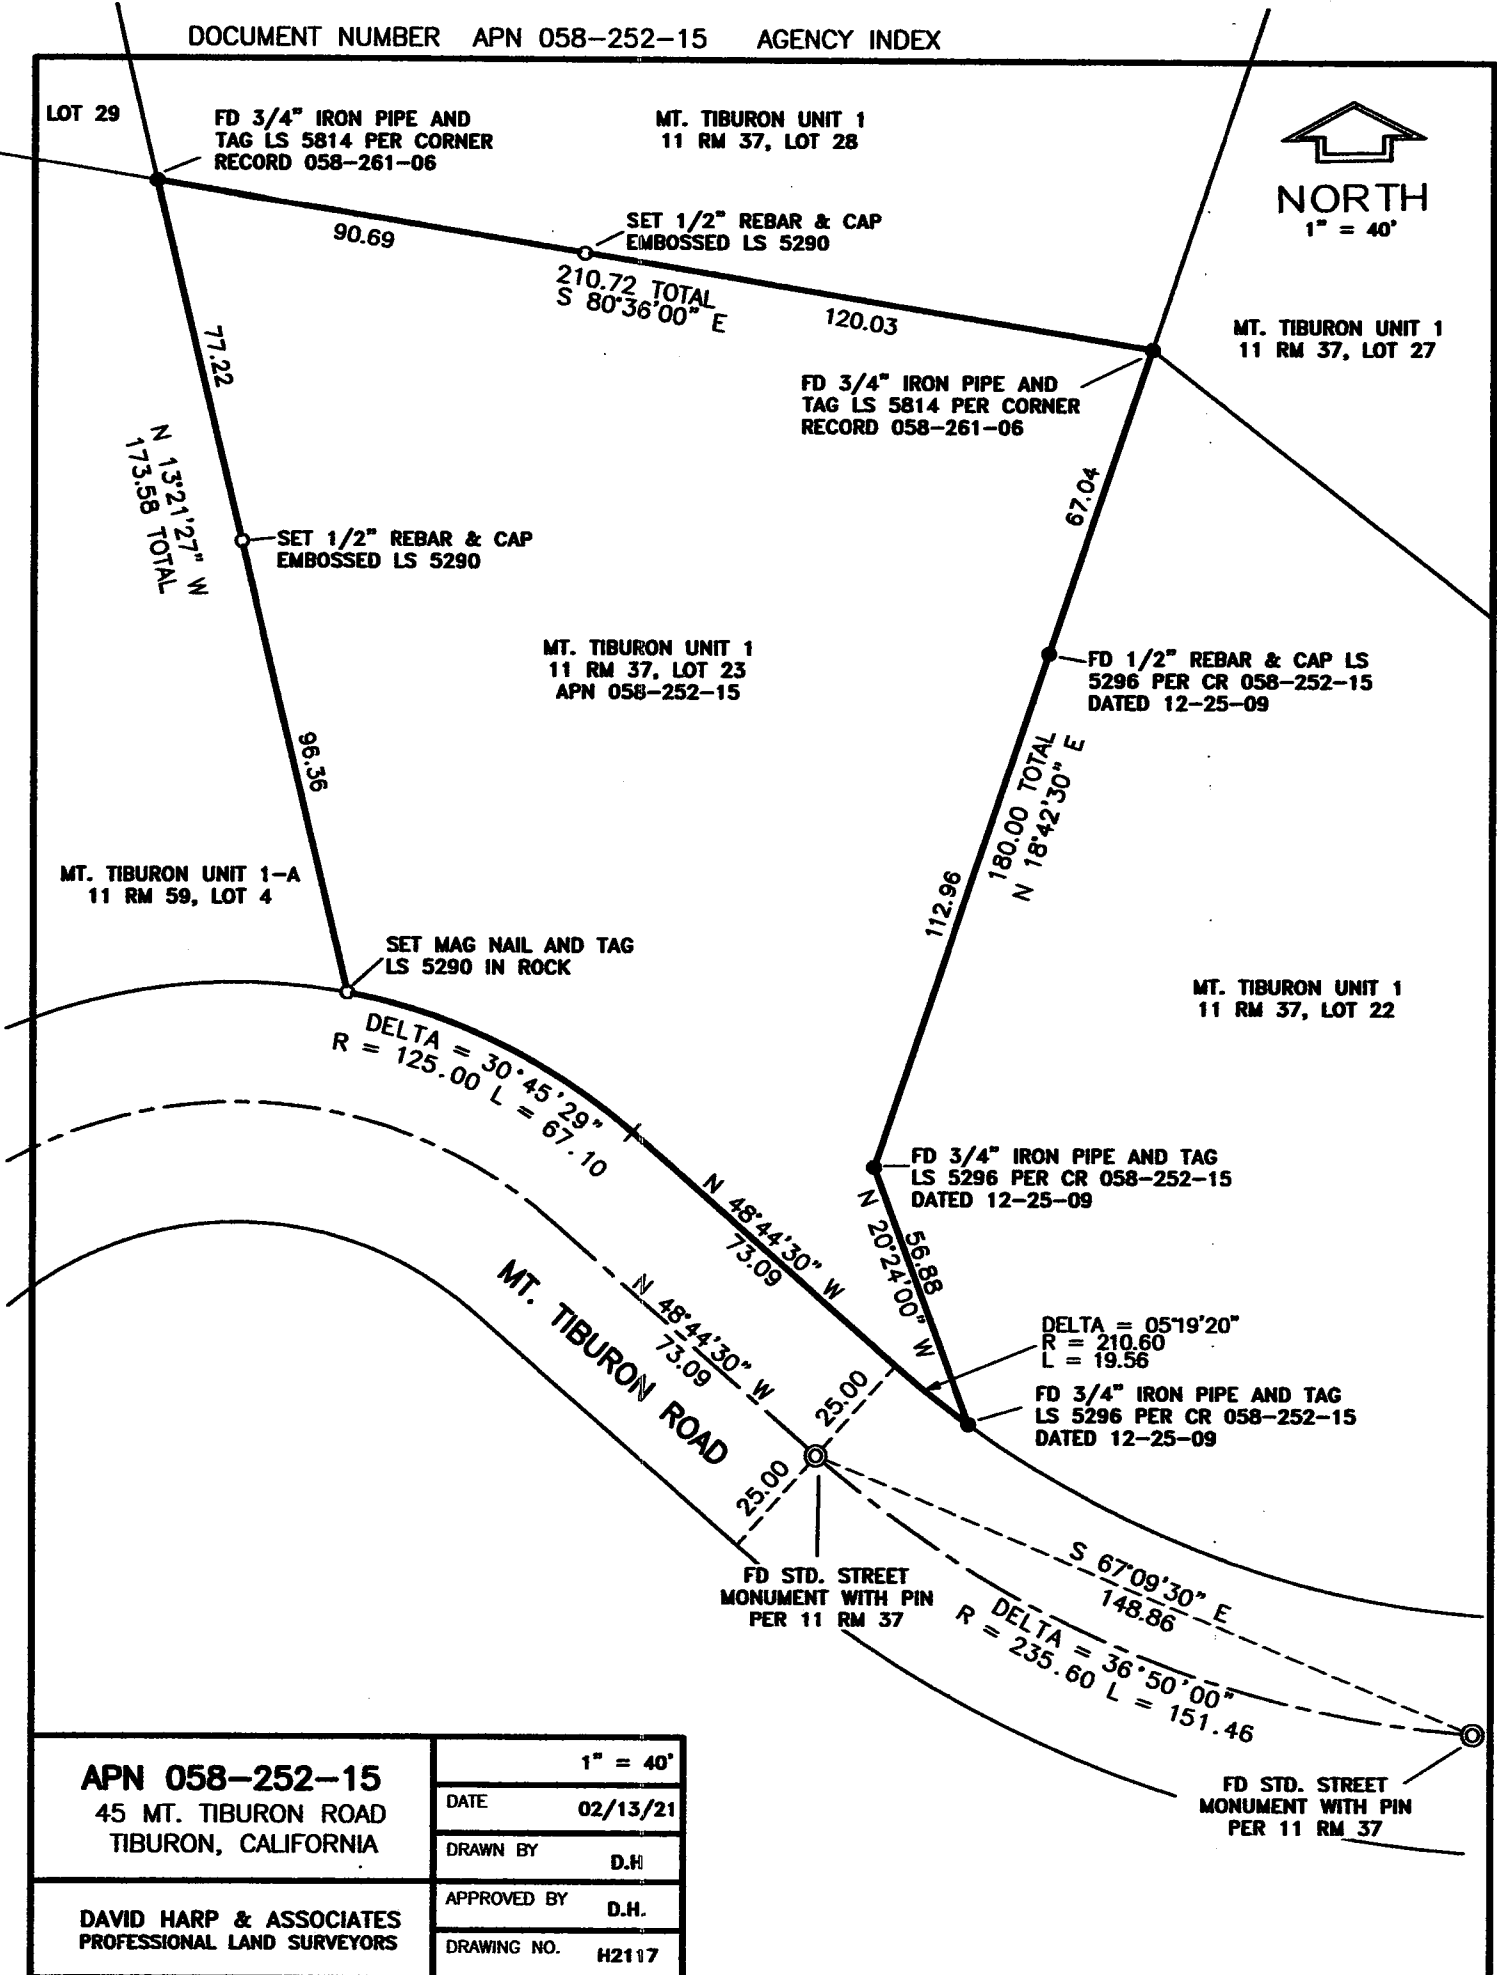 DOCUMENT NUMBER APN 058-252-15 AGENCY INDEX
LOT 29
FD 3/4" IRON PIPE AND
TAG LS 5814 PER CORNER
RECORD 058-261-06
MT. TIBURON UNIT 1
11 RM 37, LOT 28
NORTH
1" = 40'
SET 1/2" REBAR & CAP
EMBOSSED LS 5290
90.69
210.72 TOTAL
S 80°36'00" E
120.03
MT. TIBURON UNIT 1
11 RM 37, LOT 27
77.22
FD 3/4" IRON PIPE AND
TAG LS 5814 PER CORNER
RECORD 058-261-06
N 13°21'27" W
173.58 TOTAL
67.04
SET 1/2" REBAR & CAP
EMBOSSED LS 5290
MT. TIBURON UNIT 1
11 RM 37, LOT 23
APN 058-252-15
FD 1/2" REBAR & CAP LS
5296 PER CR 058-252-15
DATED 12-25-09
96.36
180.00 TOTAL
N 18°42'30" E
112.96
MT. TIBURON UNIT 1-A
11 RM 59, LOT 4
SET MAG NAIL AND TAG
LS 5290 IN ROCK
MT. TIBURON UNIT 1
11 RM 37, LOT 22
DELTA = 30°45'29"
R = 125.00 L = 67.10
FD 3/4" IRON PIPE AND TAG
LS 5296 PER CR 058-252-15
DATED 12-25-09
N 48°44'30" W
73.09
56.88
N 20°24'00" W
MT. TIBURON ROAD
N 48°44'30" W
73.09
DELTA = 05°19'20"
R = 210.60
L = 19.56
25.00
25.00
FD 3/4" IRON PIPE AND TAG
LS 5296 PER CR 058-252-15
DATED 12-25-09
FD STD. STREET
MONUMENT WITH PIN
PER 11 RM 37
S 67°09'30" E
148.86
DELTA = 36°50'00"
R = 235.60 L = 151.46
FD STD. STREET
MONUMENT WITH PIN
PER 11 RM 37
APN 058-252-15
45 MT. TIBURON ROAD
TIBURON, CALIFORNIA
DAVID HARP & ASSOCIATES
PROFESSIONAL LAND SURVEYORS
1" = 40'
DATE 02/13/21
DRAWN BY D.H
APPROVED BY D.H.
DRAWING NO. H2117